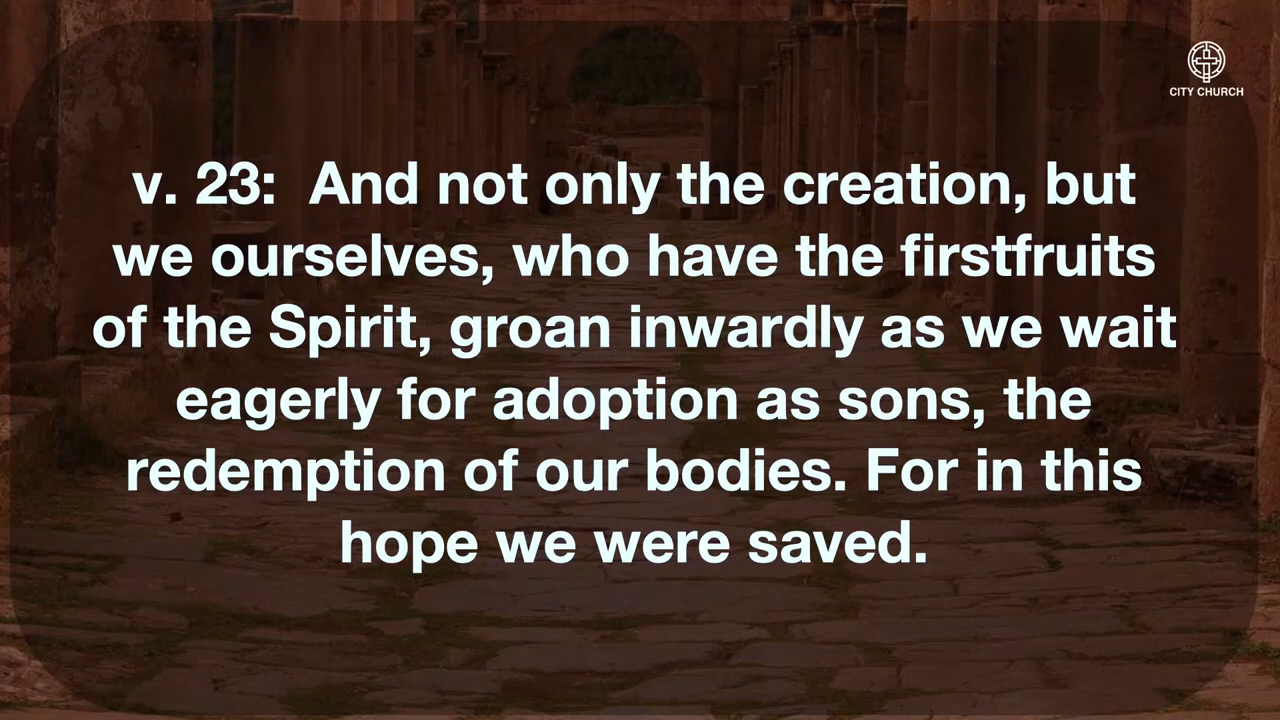 CITY CHURCH
v. 23:  And not only the creation, but
we ourselves, who have the firstfruits
of the Spirit, groan inwardly as we wait
eagerly for adoption as sons, the
redemption of our bodies. For in this
hope we were saved.